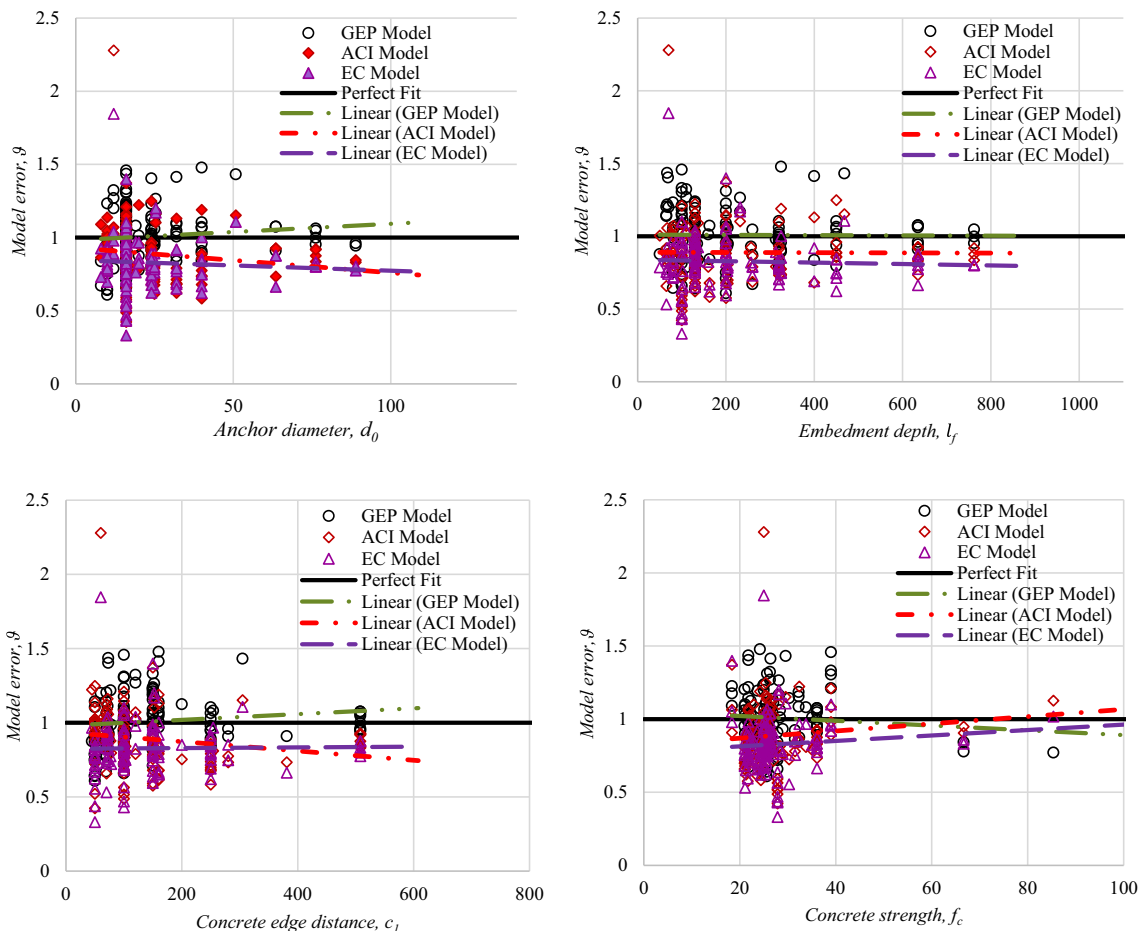 2.5
2
1.5
1
0.5
0
0
50
100
Model error, ϑ
Anchor diameter, d0
GEP Model
ACI Model
EC Model
Perfect Fit
Linear (GEP Model)
Linear (ACI Model)
Linear (EC Model)
2.5
2
1.5
1
0.5
0
0
200
400
600
800
1000
Model error, ϑ
Embedment depth, lf
GEP Model
ACI Model
EC Model
Perfect Fit
Linear (GEP Model)
Linear (ACI Model)
Linear (EC Model)
2.5
2
1.5
1
0.5
0
0
200
400
600
800
Model error, ϑ
Concrete edge distance, c1
GEP Model
ACI Model
EC Model
Perfect Fit
Linear (GEP Model)
Linear (ACI Model)
Linear (EC Model)
2.5
2
1.5
1
0.5
0
0
20
40
60
80
100
Model error, ϑ
Concrete strength, fc
GEP Model
ACI Model
EC Model
Perfect Fit
Linear (GEP Model)
Linear (ACI Model)
Linear (EC Model)